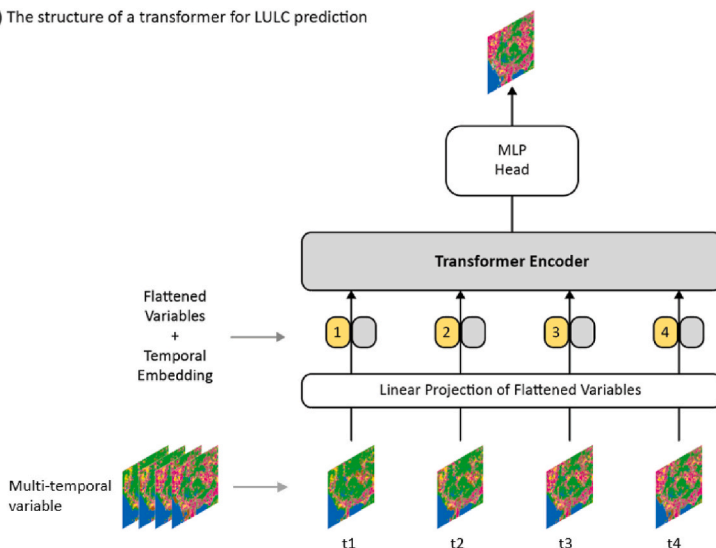 ) The structure of a transformer for LULC prediction
MLP
Head
Transformer Encoder
Flattened
Variables
+
Temporal
Embedding
1
2
3
4
Linear Projection of Flattened Variables
Multi-temporal
variable
t1
t2
t3
t4